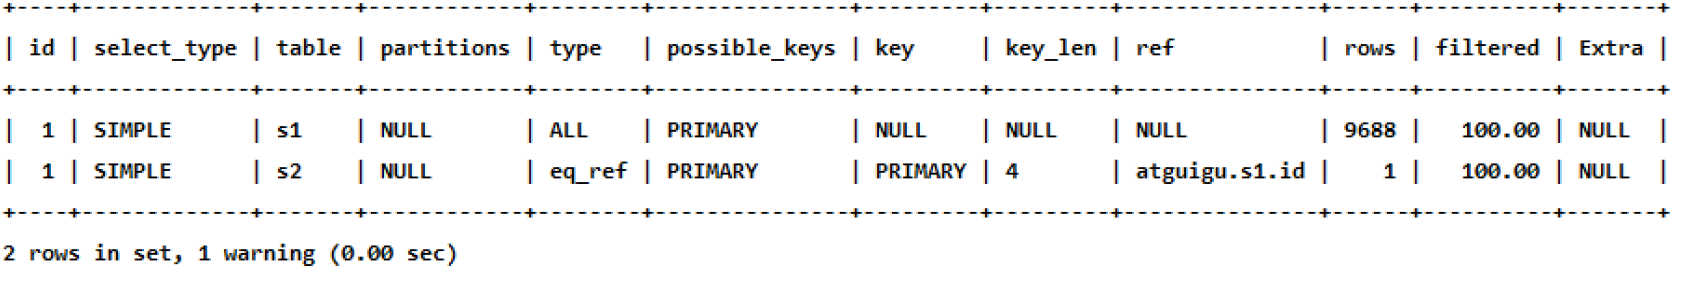 +----+-------------+-------+------------+--------+---------------+---------+---------+-----------------+------+----------+-------+
| id | select_type | table | partitions | type   | possible_keys | key     | key_len | ref             | rows | filtered | Extra |
+----+-------------+-------+------------+--------+---------------+---------+---------+-----------------+------+----------+-------+
|  1 | SIMPLE      | s1    | NULL       | ALL    | PRIMARY       | NULL    | NULL    | NULL            | 9688 |   100.00 | NULL  |
|  1 | SIMPLE      | s2    | NULL       | eq_ref | PRIMARY       | PRIMARY | 4       | atguigu.s1.id |    1 |   100.00 | NULL  |
+----+-------------+-------+------------+--------+---------------+---------+---------+-----------------+------+----------+-------+
2 rows in set, 1 warning (0.00 sec)